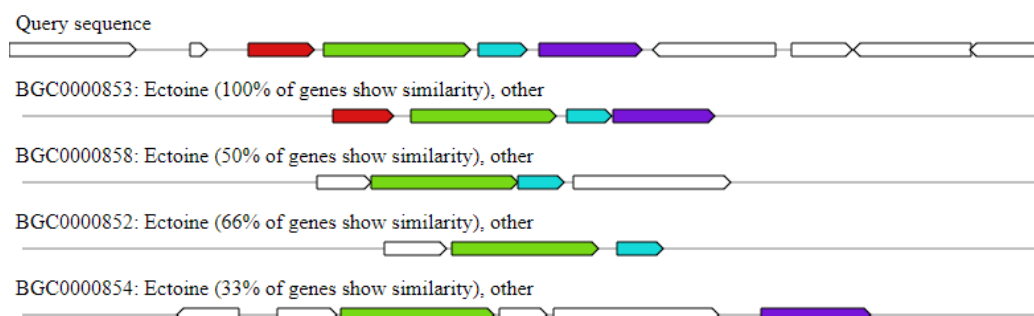 Query sequence
BGC0000853: Ectoine (100% of genes show similarity), other
BGC0000858: Ectoine (50% of genes show similarity), other
BGC0000852: Ectoine (66% of genes show similarity), other
BGC0000854: Ectoine (33% of genes show similarity), other